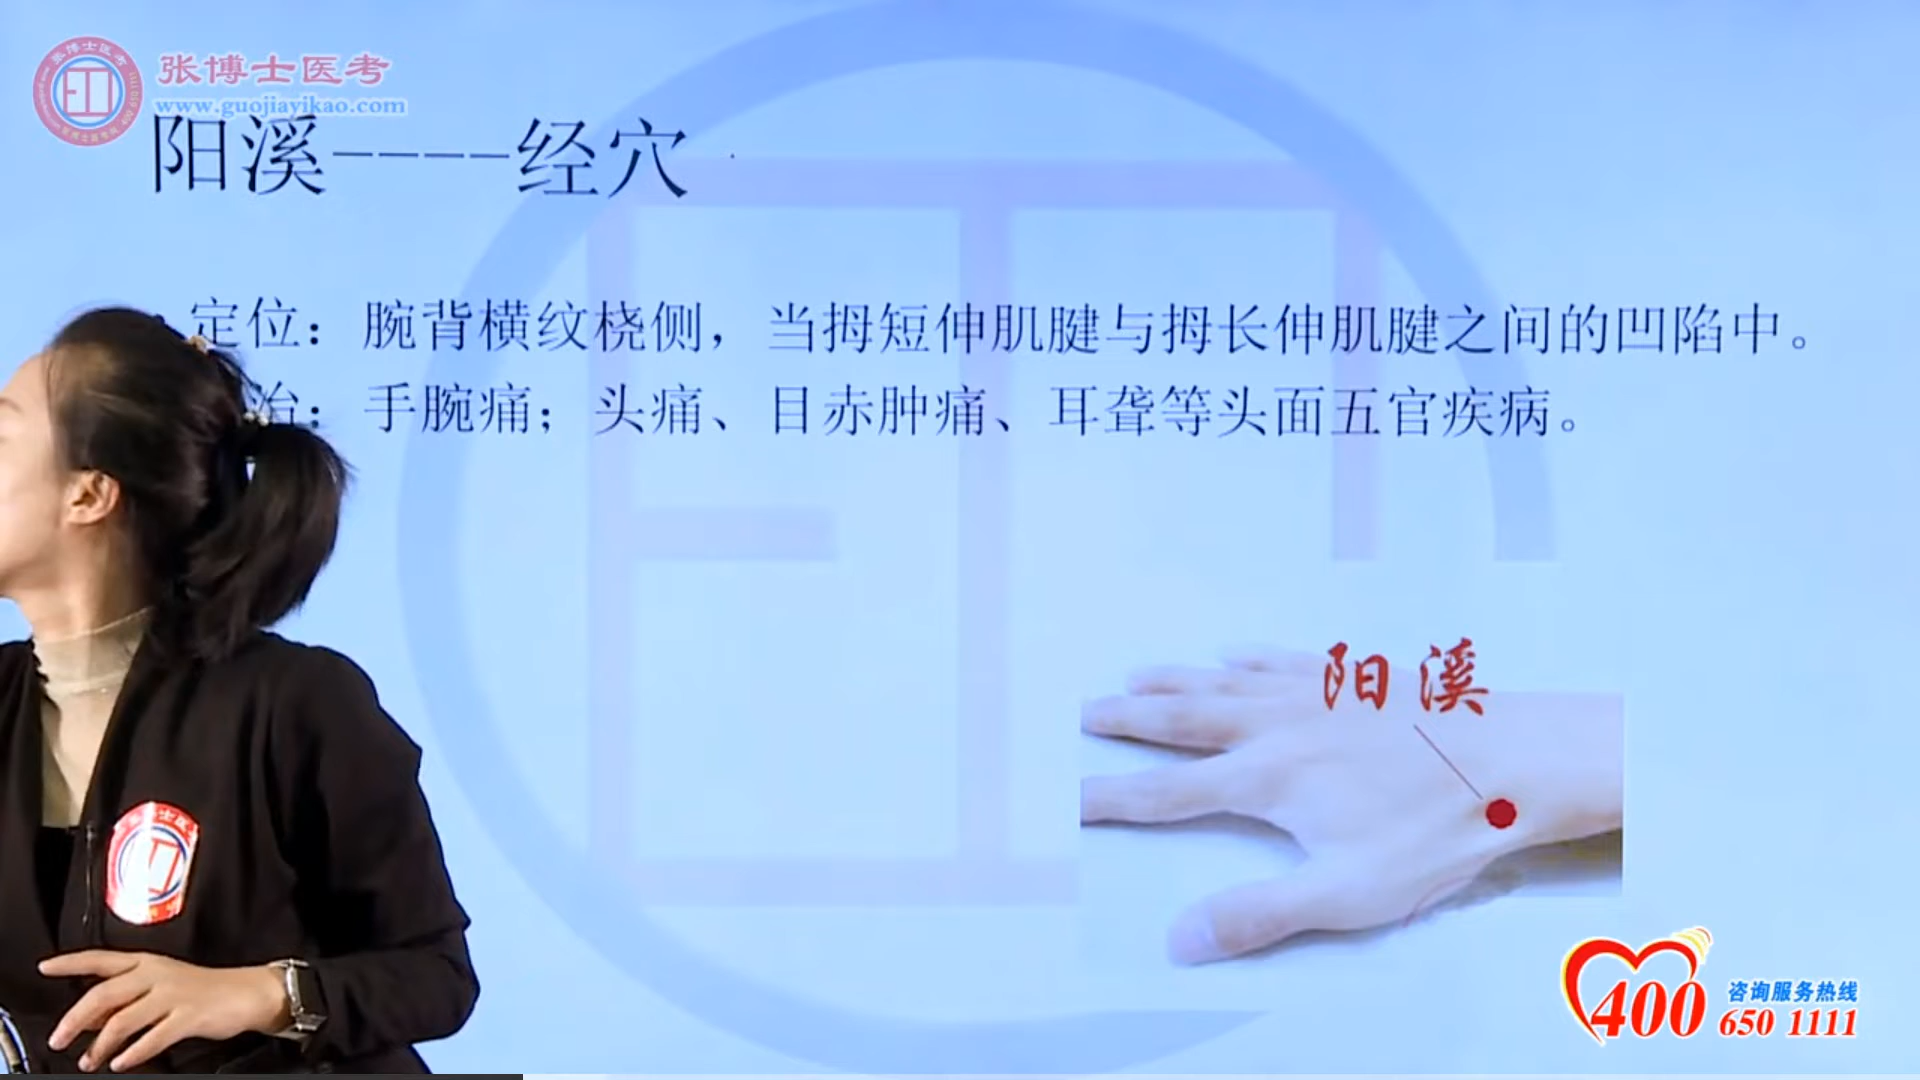 张博士医考
www.guojiayikao.com
阳溪----经穴
定位：腕背横纹桡侧，当拇短伸肌腱与拇长伸肌腱之间的凹陷中。
治：手腕痛；头痛、目赤肿痛、耳聋等头面五官疾病。
阳溪
咨询服务热线
400 650 1111